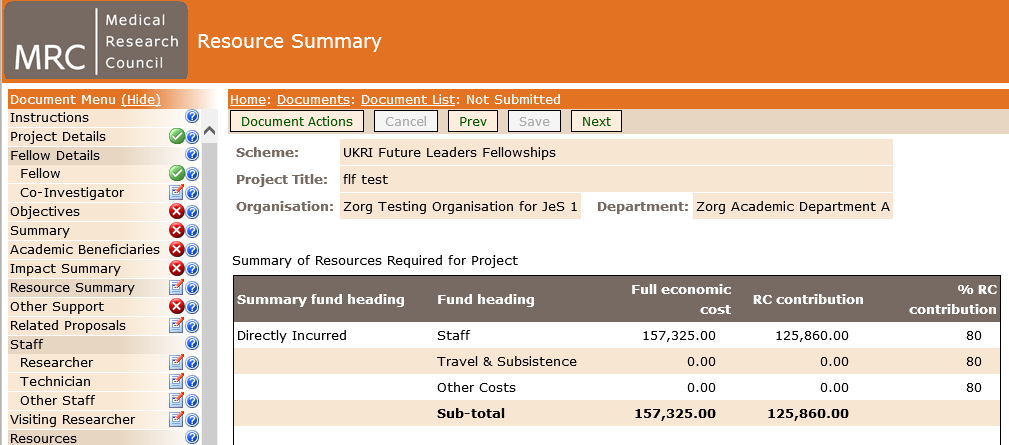 MRC
Medical
Research
Council
Resource Summary
Document Menu (Hide)
Instructions
Project Details
Fellow Details
Fellow
Co-Investigator
Objectives
Summary
Academic Beneficiaries
Impact Summary
Resource Summary
Other Support
Related Proposals
Staff
Researcher
Technician
Other Staff
Visiting Researcher
Resources
Home: Documents: Document List: Not Submitted
Document Actions Cancel Prev Save Next
Scheme: UKRI Future Leaders Fellowships
Project Title: flf test
Organisation: Zorg Testing Organisation for JeS 1 Department: Zorg Academic Department A
Summary of Resources Required for Project
Summary fund heading Fund heading Full economic cost RC contribution % RC contribution
Directly Incurred Staff 157,325.00 125,860.00 80
Travel & Subsistence 0.00 0.00 80
Other Costs 0.00 0.00 80
Sub-total 157,325.00 125,860.00